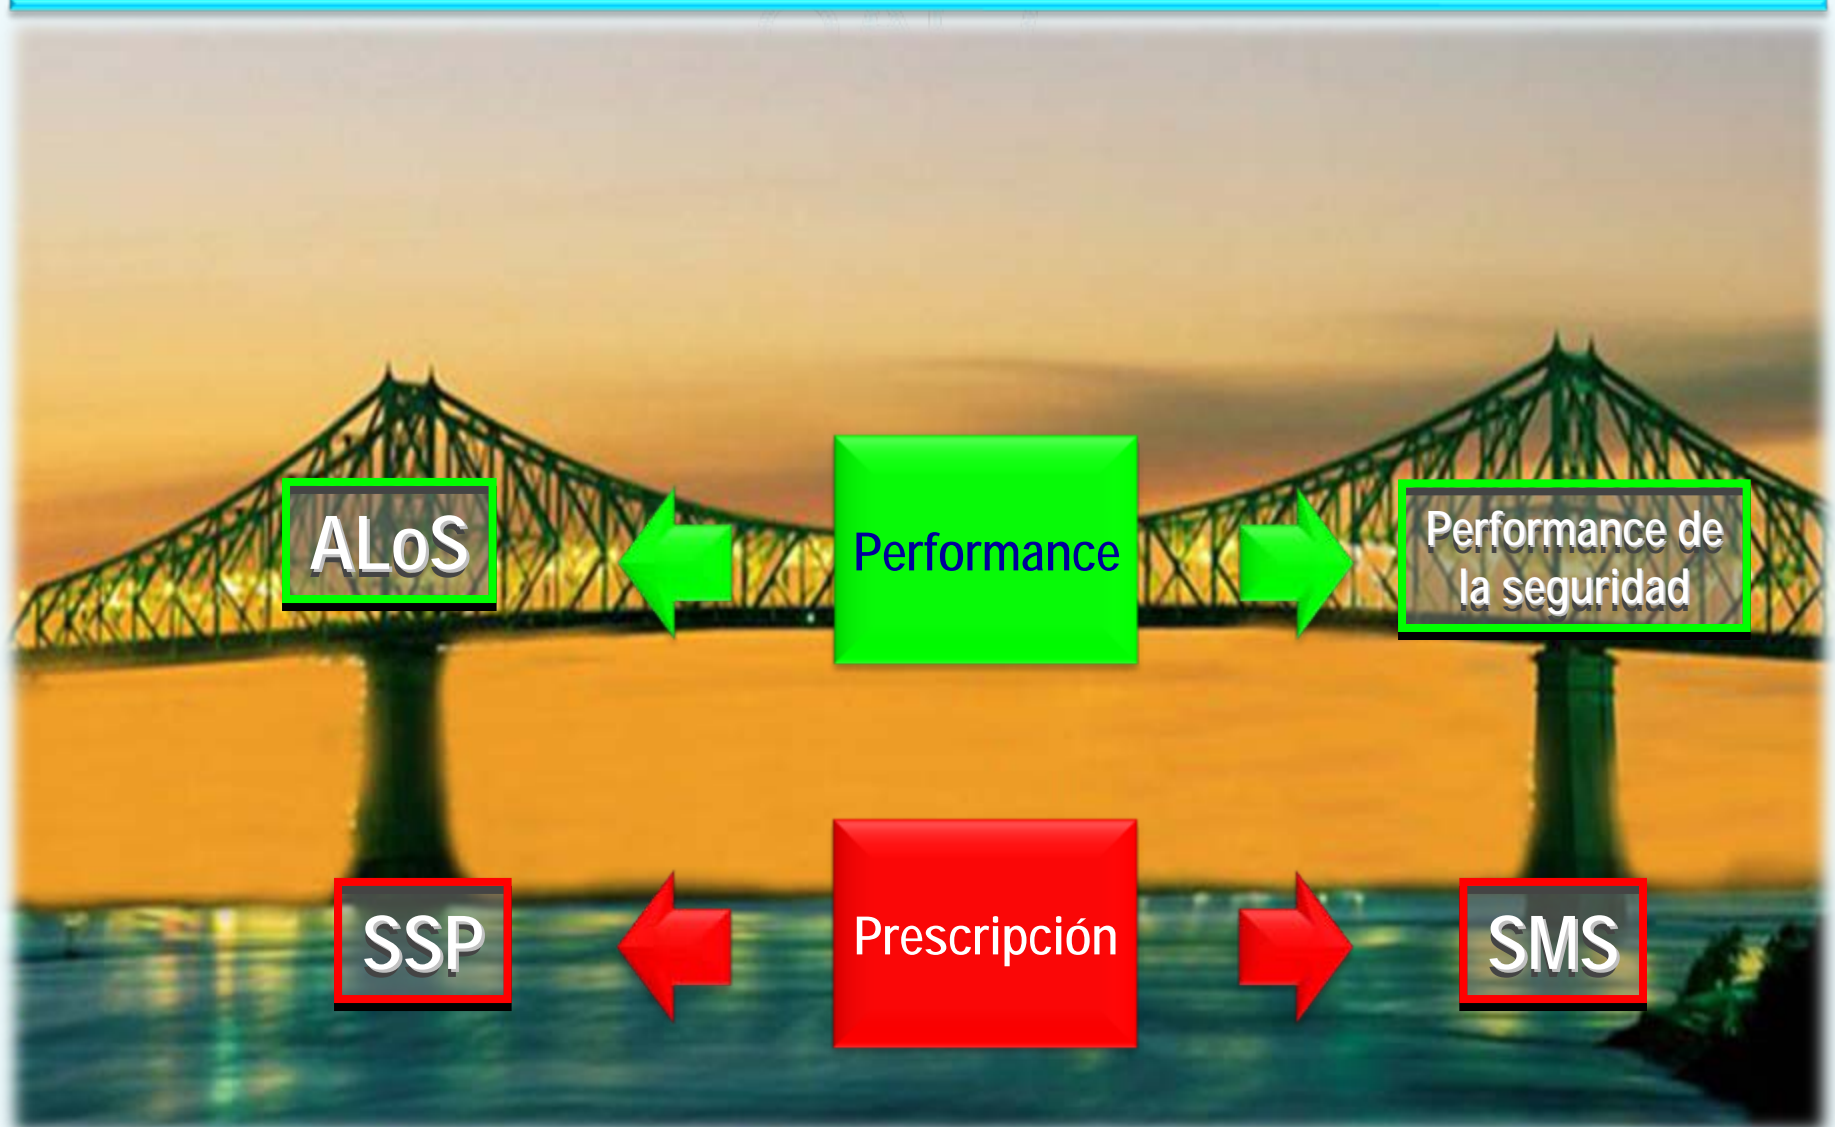 ALoS
Performance
Performance de
la seguridad
SSP
Prescripción
SMS